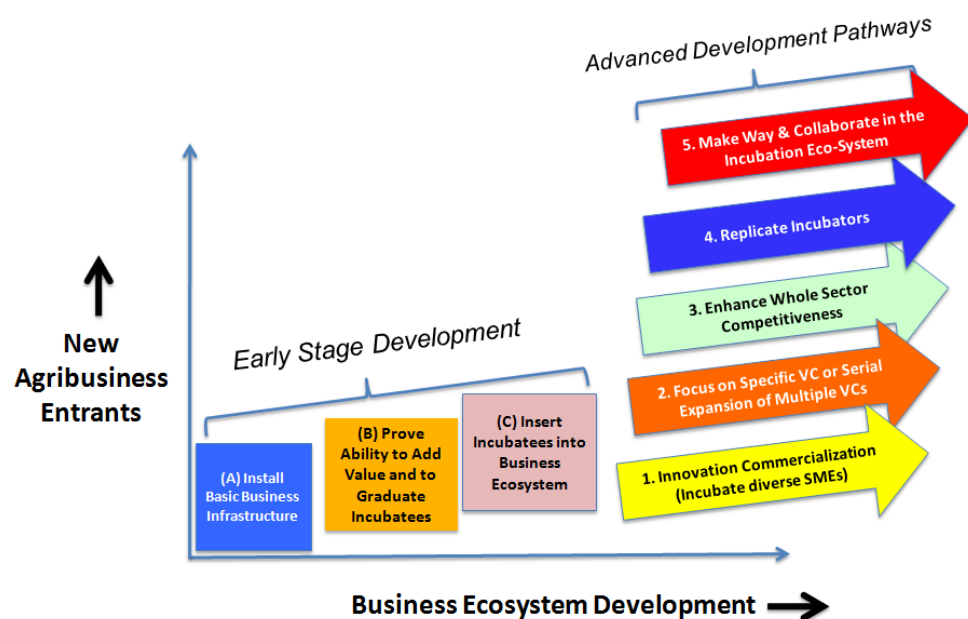 Advanced Development Pathways
5. Make Way & Collaborate in the
Incubation Eco-System
4. Replicate Incubators
3. Enhance Whole Sector
Competitiveness
2. Focus on Specific VC or Serial
Expansion of Multiple VCs
1. Innovation Commercialization
(Incubate diverse SMEs)
New
Agribusiness
Entrants
Early Stage Development
(A) Install
Basic Business
Infrastructure
(B) Prove
Ability to Add
Value and to
Graduate
Incubatees
(C) Insert
Incubatees into
Business
Ecosystem
Business Ecosystem Development